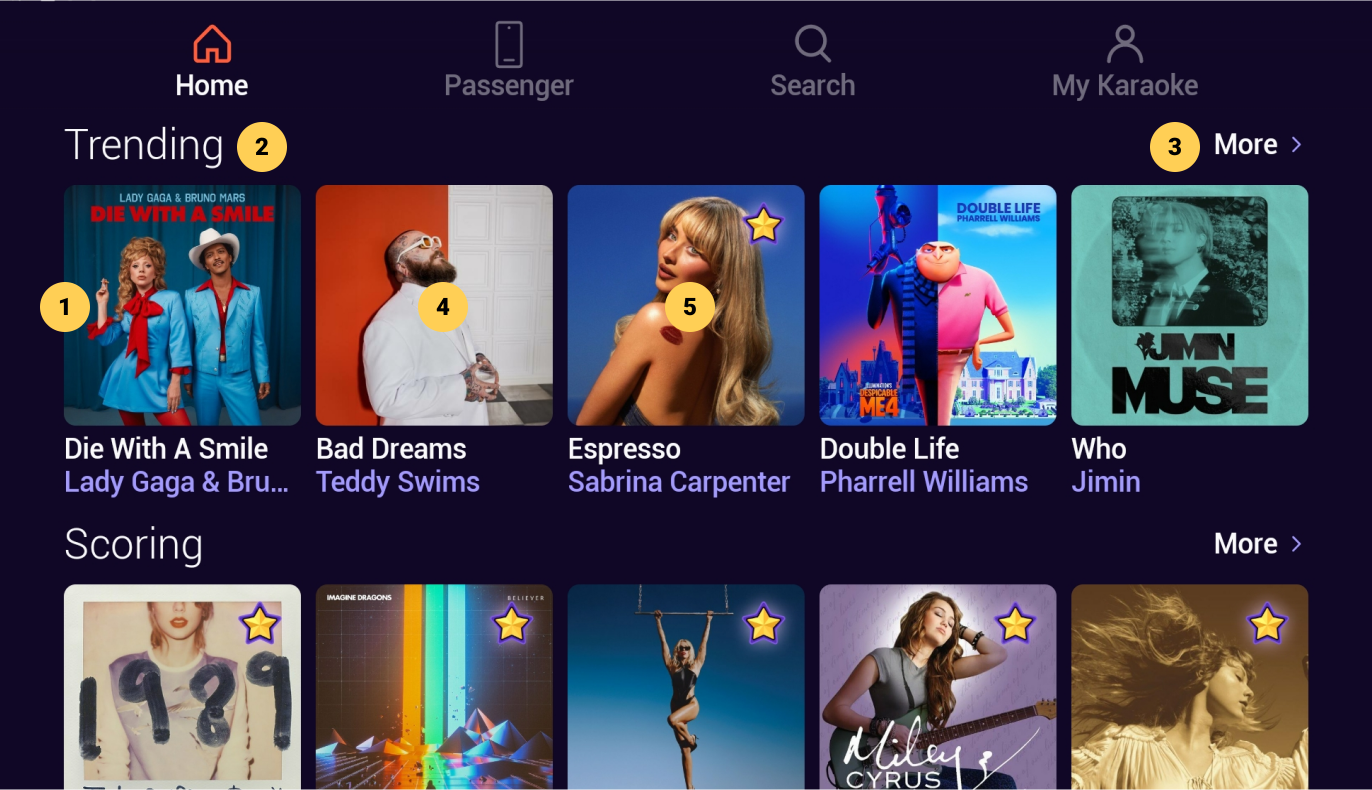 Home
Passenger
Search
My Karaoke
Trending
2
3
More
LADY GAGA & BRUNO MARS
DIE WITH A SMILE
DOUBLE LIFE
PHARRELL WILLIAMS
1
4
5
ILLUMINATION'S
DESPICABLE
ME4
JIMIN
MUSE
Die With A Smile
Bad Dreams
Espresso
Double Life
Who
Lady Gaga & Bru...
Teddy Swims
Sabrina Carpenter
Pharrell Williams
Jimin
Scoring
More
IMAGINE DRAGONS
BELIEVER
1989
Miley
CYRUS